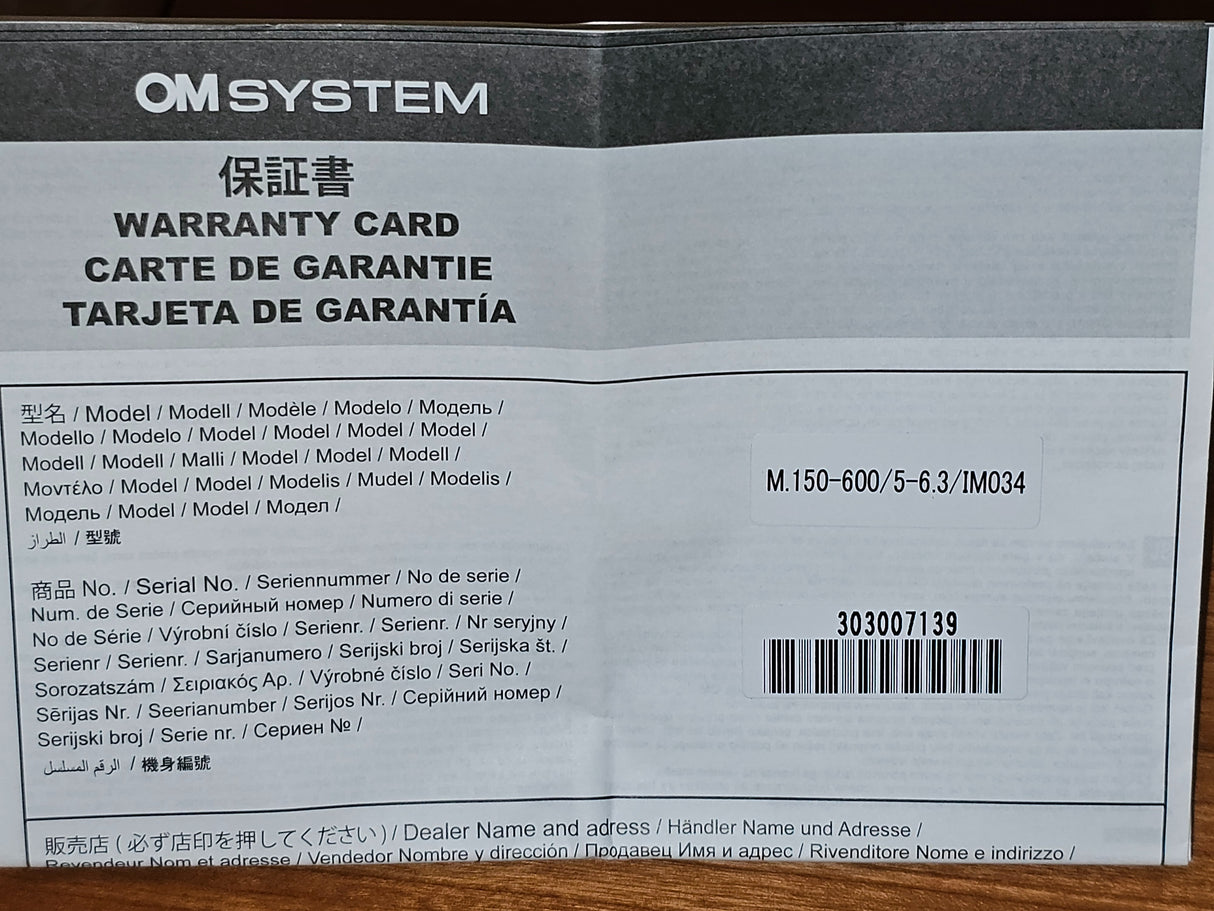 OM SYSTEM
保証書
WARRANTY CARD
CARTE DE GARANTIE
TARJETA DE GARANTÍA
型名 / Model / Modell / Modèle / Modelo / Модель /
Modello / Modelo / Model / Model / Model / Model /
Modell / Modell / Malli / Model / Model / Modell /
Μοντέλο / Model / Model / Modelis / Mudel / Modelis /
Модель / Model / Model / Модел /
الطراز / 型號
M.150-600/5-6.3/IM034
商品 No. / Serial No. / Seriennummer / No de serie /
Num. de Serie / Серийный номер / Numero di serie /
No de Série / Výrobní číslo / Serienr. / Serienr. / Nr seryjny /
Serienr / Serienr. / Sarjanumero / Serijski broj / Serijska št. /
Sorozatszám / Σειριακός Αρ. / Výrobné číslo / Seri No. /
Sērijas Nr. / Seerianumber / Serijos Nr. / Серійний номер /
Serijski broj / Serie nr. / Сериен № /
الرقم المسلسل / 機身編號
303007139
販売店 ( 必ず店印を押してください ) / Dealer Name and adress / Händler Name und Adresse /
Revendeur Nom et adresse / Vendedor Nombre y dirección / Продавец Имя и адрес / Rivenditore Nome e indirizzo /